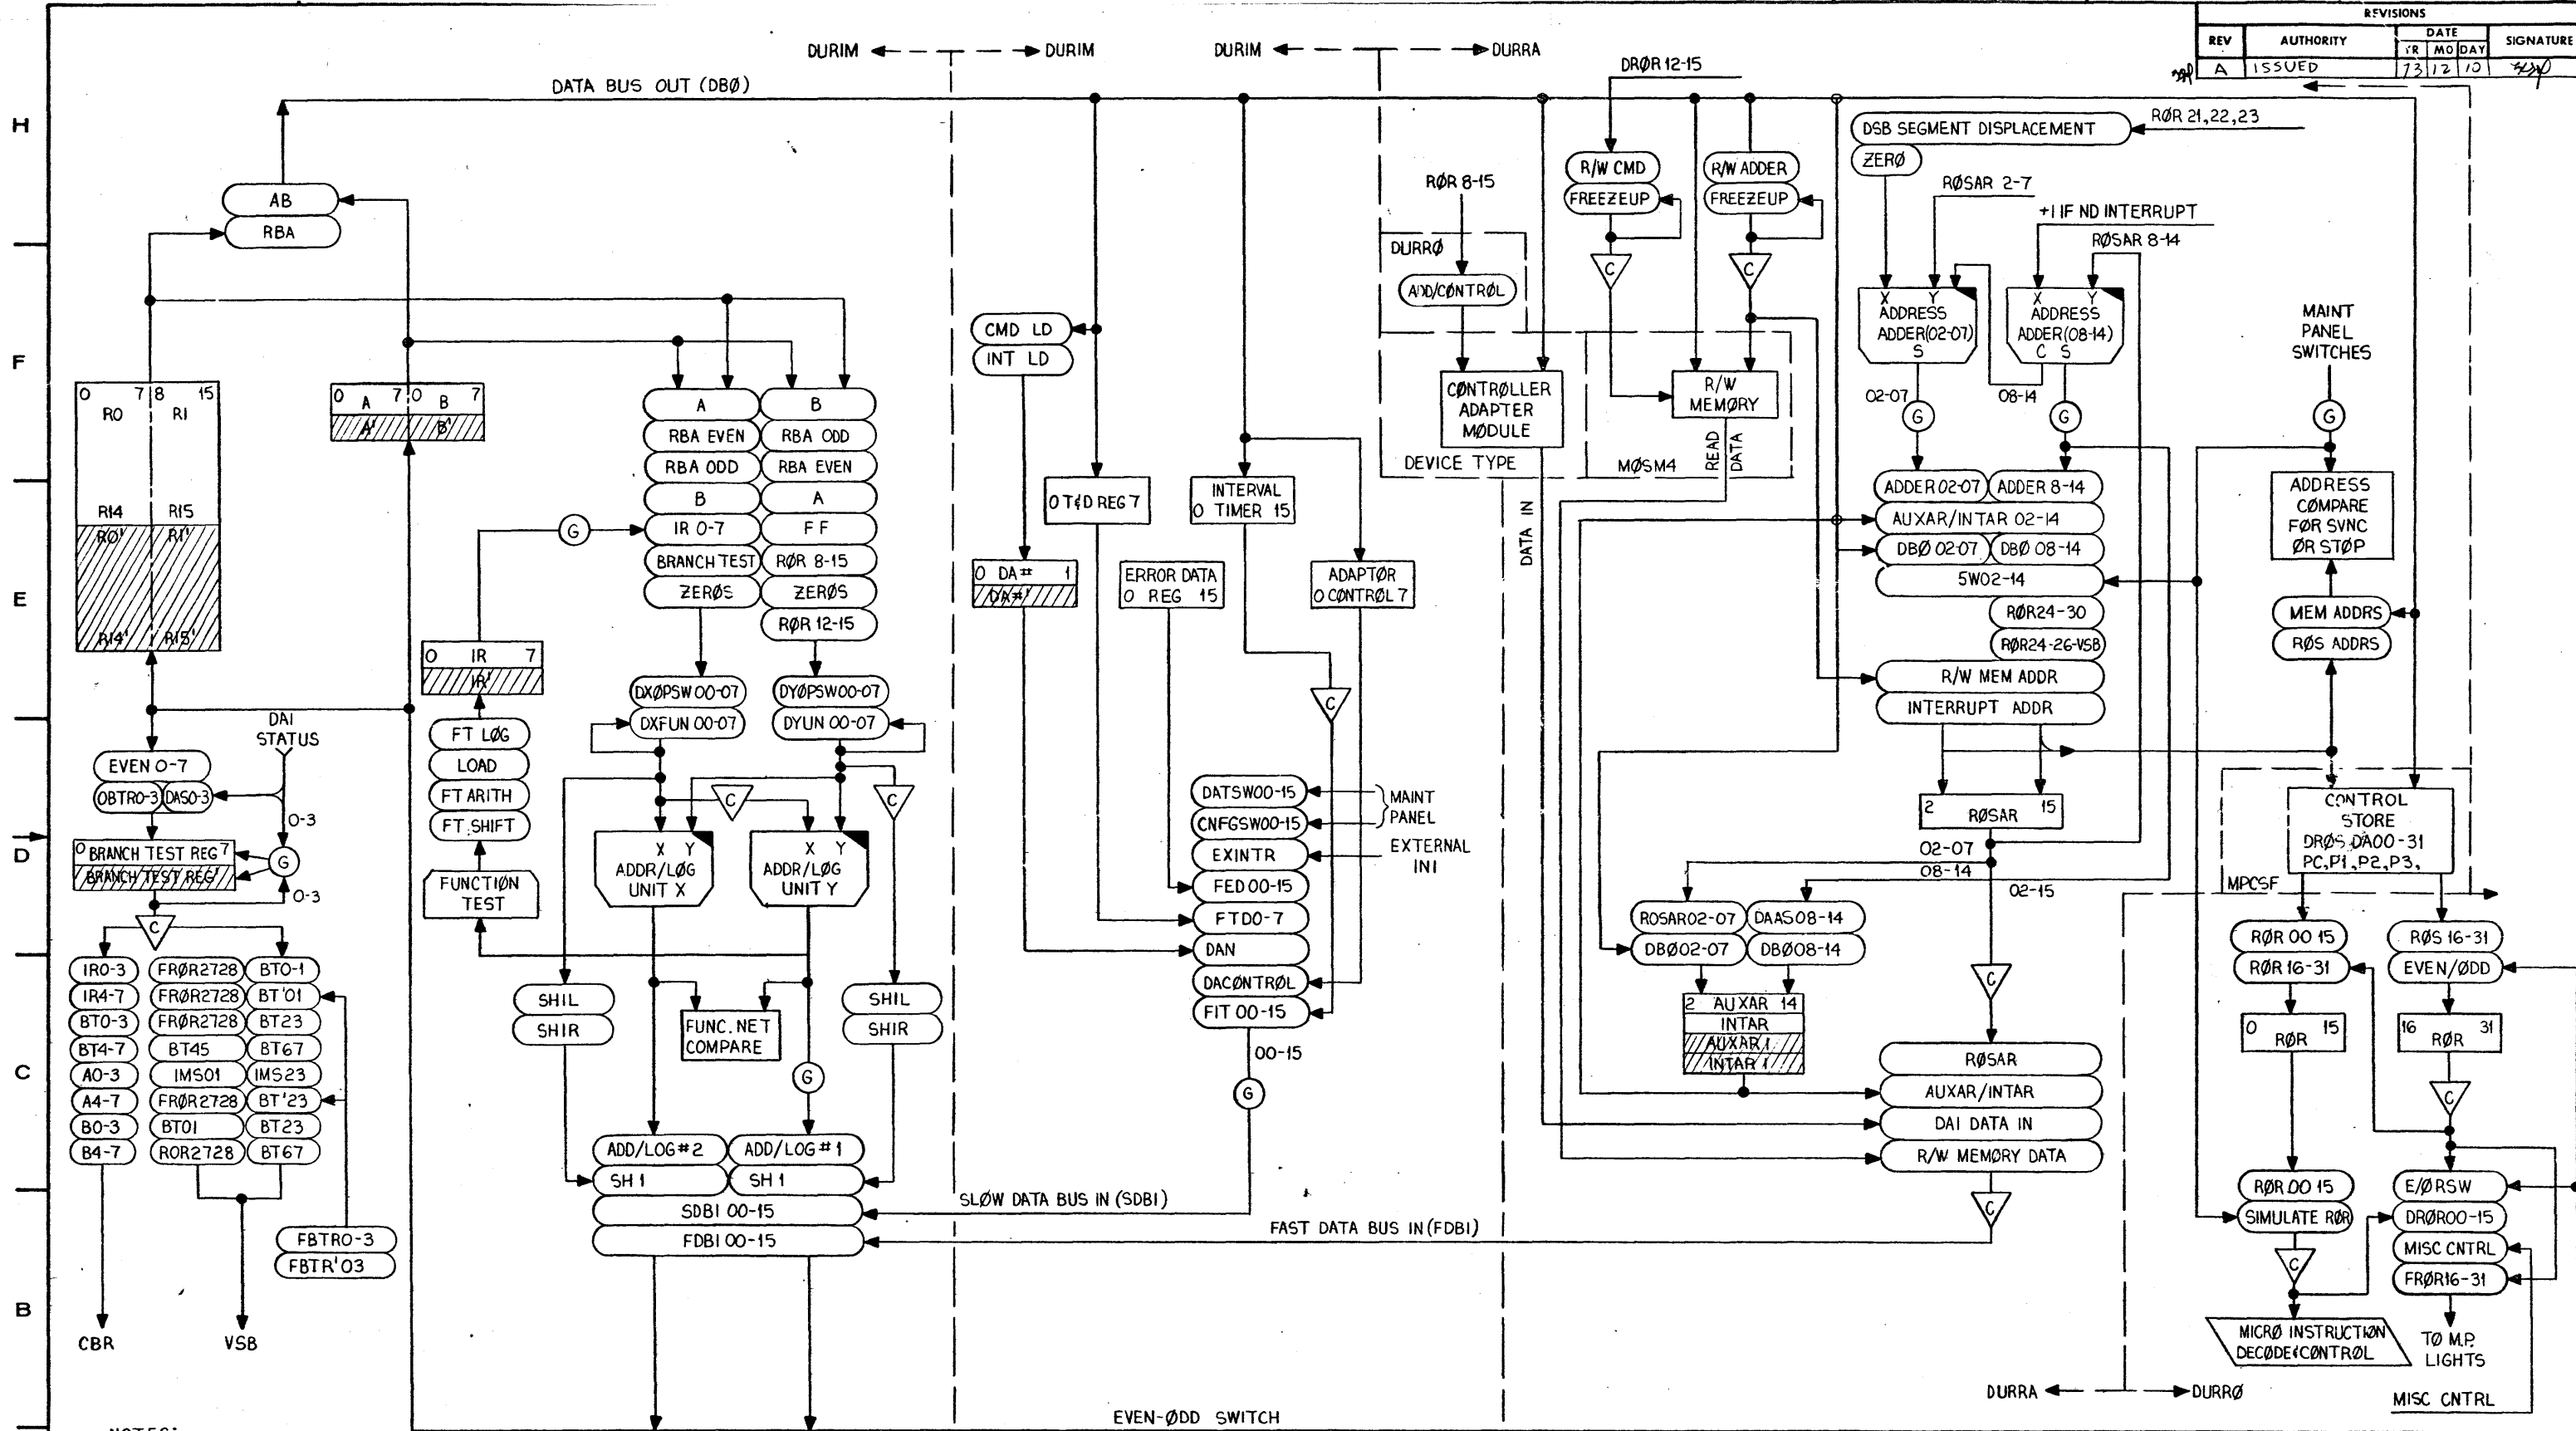 REVISIONS
REV AUTHORITY DATE SIGNATURE
YR MO DAY
A ISSUED 73 12 10
DURIM DURIM
DURIM DURRA
DATA BUS OUT (DBØ)
DRØR 12-15
H
AB
RBA
RØR 8-15
R/W CMD
FREEZEUP
R/W ADDER
FREEZEUP
DSB SEGMENT DISPLACEMENT
RØR 21,22,23
ZERØ
RØSAR 2-7
+1 IF ND INTERRUPT
RØSAR 8-14
DURRØ
ADD/CØNTRØL
C
C
X Y
ADDRESS
ADDER(02-07)
S
X Y
ADDRESS
ADDER(08-14)
C S
MAINT
PANEL
SWITCHES
F
CMD LD
INT LD
0 7 8 15
R0 R1
R14 R15
R0' R1'
R14' R15'
0 A 7 0 B 7
A' B'
A
RBA EVEN
RBA ODD
B
IR 0-7
BRANCH TEST
ZERØS
B
RBA ODD
RBA EVEN
A
F F
RØR 8-15
ZERØS
RØR 12-15
CØNTRØLLER
ADAPTER
MØDULE
DEVICE TYPE
R/W
MEMØRY
MØSM4
READ
DATA
02-07
G
08-14
G
G
G
0 T&D REG 7
INTERVAL
0 TIMER 15
DATA IN
ADDER 02-07
ADDER 8-14
AUXAR/INTAR 02-14
DBØ 02-07
DBØ 08-14
5W02-14
RØR24-30
RØR24-26-VSB
R/W MEM ADDR
INTERRUPT ADDR
ADDRESS
CØMPARE
FØR SVNC
ØR STØP
MEM ADDRS
RØS ADDRS
E
0 DA# 1
DA#'
ERROR DATA
0 REG 15
ADAPTØR
0 CØNTRØL 7
0 IR 7
IR'
DXØPSW00-07
DXFUN 00-07
DYØPSW00-07
DYUN 00-07
C
DAI
STATUS
EVEN 0-7
OBTR0-3
DAS0-3
0-3
FT LØG
LOAD
FT ARITH
FT SHIFT
C
C
DATSW00-15
CNFGSW00-15
EXINTR
FED 00-15
FTD0-7
DAN
DACØNTRØL
FIT 00-15
MAINT
PANEL
EXTERNAL
INI
2 RØSAR 15
CØNTROL
STORE
DRØS DA00-31
PC,P1,P2,P3,
MPCSF
D
0 BRANCH TEST REG 7
BRANCH TEST REG'
G
0-3
FUNCTIØN
TEST
X Y
ADDR/LØG
UNIT X
X Y
ADDR/LØG
UNIT Y
02-07
08-14
02-15
ROSAR02-07
DAAS08-14
DBØ02-07
DBØ08-14
RØR 00 15
RØR 16-31
RØS 16-31
EVEN/ØDD
C
C
IR0-3
IR4-7
BT0-3
BT4-7
A0-3
A4-7
B0-3
B4-7
FRØR2728
FRØR2728
FRØR2728
BT45
IMS01
FRØR2728
BT01
ROR2728
BT0-1
BT'01
BT23
BT67
IMS23
BT'23
BT23
BT67
SHIL
SHIR
FUNC. NET
COMPARE
SHIL
SHIR
G
00-15
G
2 AUXAR 14
INTAR
AUXAR 1
INTAR 1
0 15
RØR
16 31
RØR
C
C
RØSAR
AUXAR/INTAR
DAI DATA IN
R/W MEMØRY DATA
C
ADD/LOG#2
ADD/LOG#1
SH 1
SH 1
SDBI 00-15
FDBI 00-15
SLØW DATA BUS IN (SDBI)
FAST DATA BUS IN (FDBI)
RØR 00 15
SIMULATE RØR
C
E/ØRSW
DRØR00-15
MISC CNTRL
FRØR16-31
FBTR0-3
FBTR'03
B
CBR
VSB
MICRØ INSTRUCTIØN
DECØDE&CØNTRØL
TØ M.P.
LIGHTS
DURRA DURRØ
MISC CNTRL
EVEN-ØDD SWITCH
NOTES: